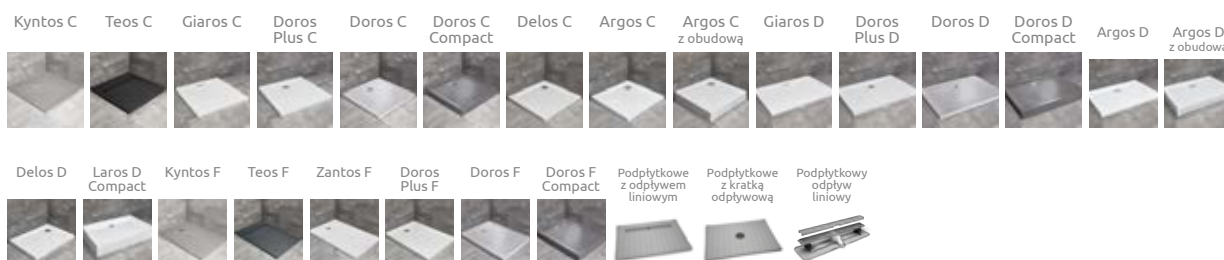 Kyntos C
Teos C
Giaros C
Doros
Plus C
Doros C
Doros C
Compact
Delos C
Argos C
Argos C
z obudową
Giaros D
Doros
Plus D
Doros D
Doros D
Compact
Argos D
Argos D
z obudową
Delos D
Laros D
Compact
Kyntos F
Teos F
Zantos F
Doros
Plus F
Doros F
Doros F
Compact
Podpłytkowe
z odpływem
liniowym
Podpłytkowe
z kratką
odpływową
Podpłytkowy
odpływ
liniowy